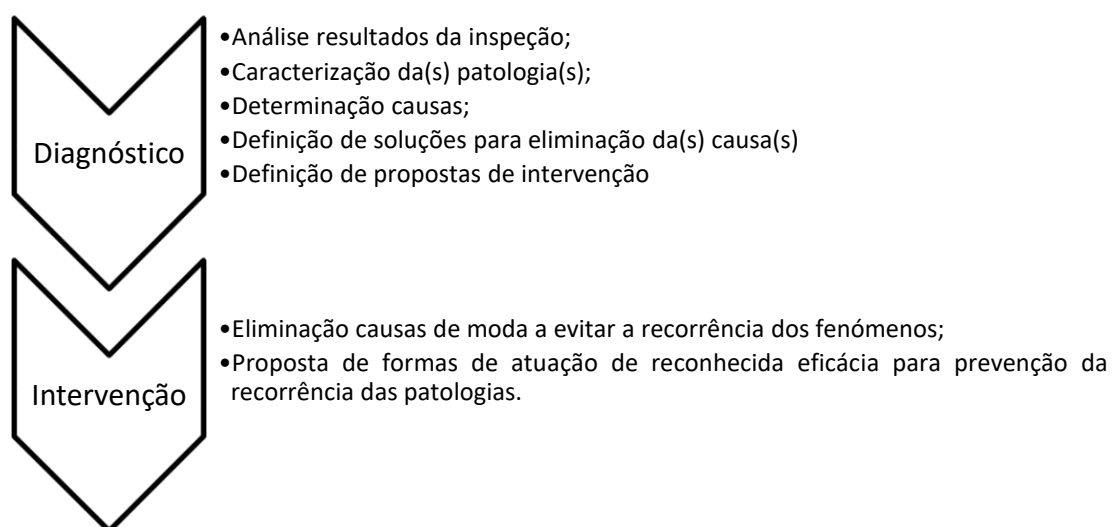 Diagnóstico
•Análise resultados da inspeção;
•Caracterização da(s) patologia(s);
•Determinação causas;
•Definição de soluções para eliminação da(s) causa(s)
•Definição de propostas de intervenção
Intervenção
•Eliminação causas de moda a evitar a recorrência dos fenómenos;
•Proposta de formas de atuação de reconhecida eficácia para prevenção da
recorrência das patologias.